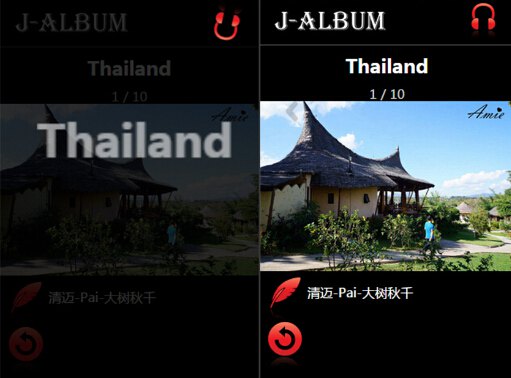 J-ALBUM
Thailand
1 / 10
Thailand
Amie
清迈-Pai-大树秋千
J-ALBUM
Thailand
1 / 10
Amie
清迈-Pai-大树秋千